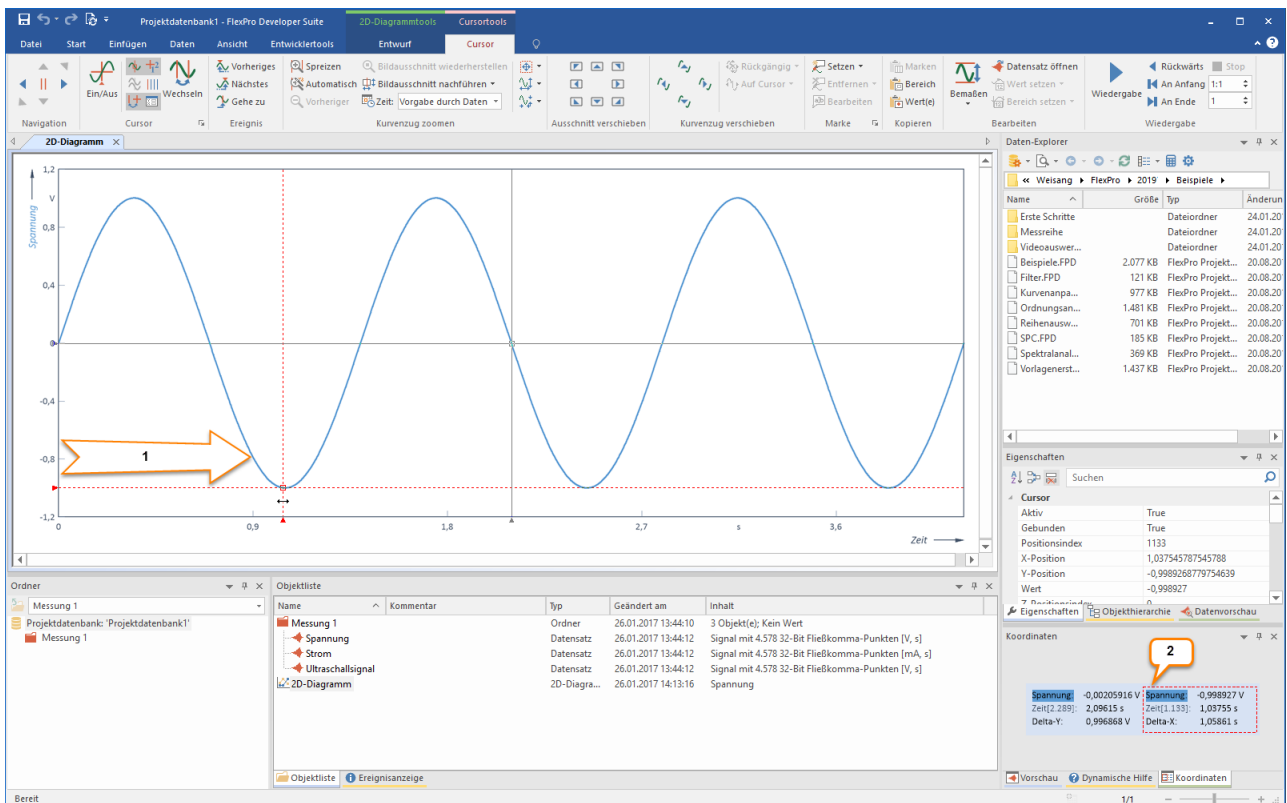 Projektdatenbank1 - FlexPro Developer Suite 2D-Diagrammtools Cursortools
Datei Start Einfügen Daten Ansicht Entwicklertools Entwurf Cursor
Vorheriges Spreizen Bildausschnitt wiederherstellen Rückgängig Setzen Marken Datensatz öffnen Rückwärts Stop
Ein/Aus Wechseln Nächstes Automatisch Bildausschnitt nachführen Auf Cursor Entfernen Bereich Bemaßen Wert setzen Wiedergabe An Anfang 1:1
Gehe zu Vorheriger Zeit: Vorgabe durch Daten Bearbeiten Wert(e) Bereich setzen An Ende 1
Navigation Cursor Ereignis Kurvenzug zoomen Ausschnitt verschieben Kurvenzug verschieben Marke Kopieren Bearbeiten Wiedergabe
2D-Diagramm
1,2
V
Spannung
0,8
0,4
0
-0,4
-0,8
-1,2
1
0 0,9 1,8 2,7 s 3,6
Zeit
Daten-Explorer
« Weisang FlexPro 2019 Beispiele
Name Größe Typ Änderun
Erste Schritte Dateiordner 24.01.20
Messreihe Dateiordner 24.01.20
Videoauswer... Dateiordner 24.01.20
Beispiele.FPD 2.077 KB FlexPro Projekt... 20.08.20
Filter.FPD 121 KB FlexPro Projekt... 20.08.20
Kurvenanpa... 977 KB FlexPro Projekt... 20.08.20
Ordnungsan... 1.481 KB FlexPro Projekt... 20.08.20
Reihenausw... 701 KB FlexPro Projekt... 20.08.20
SPC.FPD 185 KB FlexPro Projekt... 20.08.20
Spektralanal... 369 KB FlexPro Projekt... 20.08.20
Vorlagenerst... 1.437 KB FlexPro Projekt... 20.08.20
Eigenschaften
Suchen
Cursor
Aktiv True
Gebunden True
Positionsindex 1133
X-Position 1,037545787545788
Y-Position -0,9989268779754639
Wert -0,998927
Z-Positionsindex 0
Eigenschaften Objekthierarchie Datenvorschau
Ordner
Messung 1
Projektdatenbank: 'Projektdatenbank1'
Messung 1
Objektliste
Name Kommentar Typ Geändert am Inhalt
Messung 1 Ordner 26.01.2017 13:44:10 3 Objekt(e); Kein Wert
Spannung Datensatz 26.01.2017 13:44:12 Signal mit 4.578 32-Bit Fließkomma-Punkten [V, s]
Strom Datensatz 26.01.2017 13:44:12 Signal mit 4.578 32-Bit Fließkomma-Punkten [mA, s]
Ultraschallsignal Datensatz 26.01.2017 13:44:12 Signal mit 4.578 32-Bit Fließkomma-Punkten [V, s]
2D-Diagramm 2D-Diagra... 26.01.2017 14:13:16 Spannung
Objektliste Ereignisanzeige
Koordinaten
2
Spannung: -0,00205916 V Spannung: -0,998927 V
Zeit[2.289]: 2,09615 s Zeit[1.133]: 1,03755 s
Delta-Y: 0,996868 V Delta-X: 1,05861 s
Vorschau Dynamische Hilfe Koordinaten
Bereit 1/1